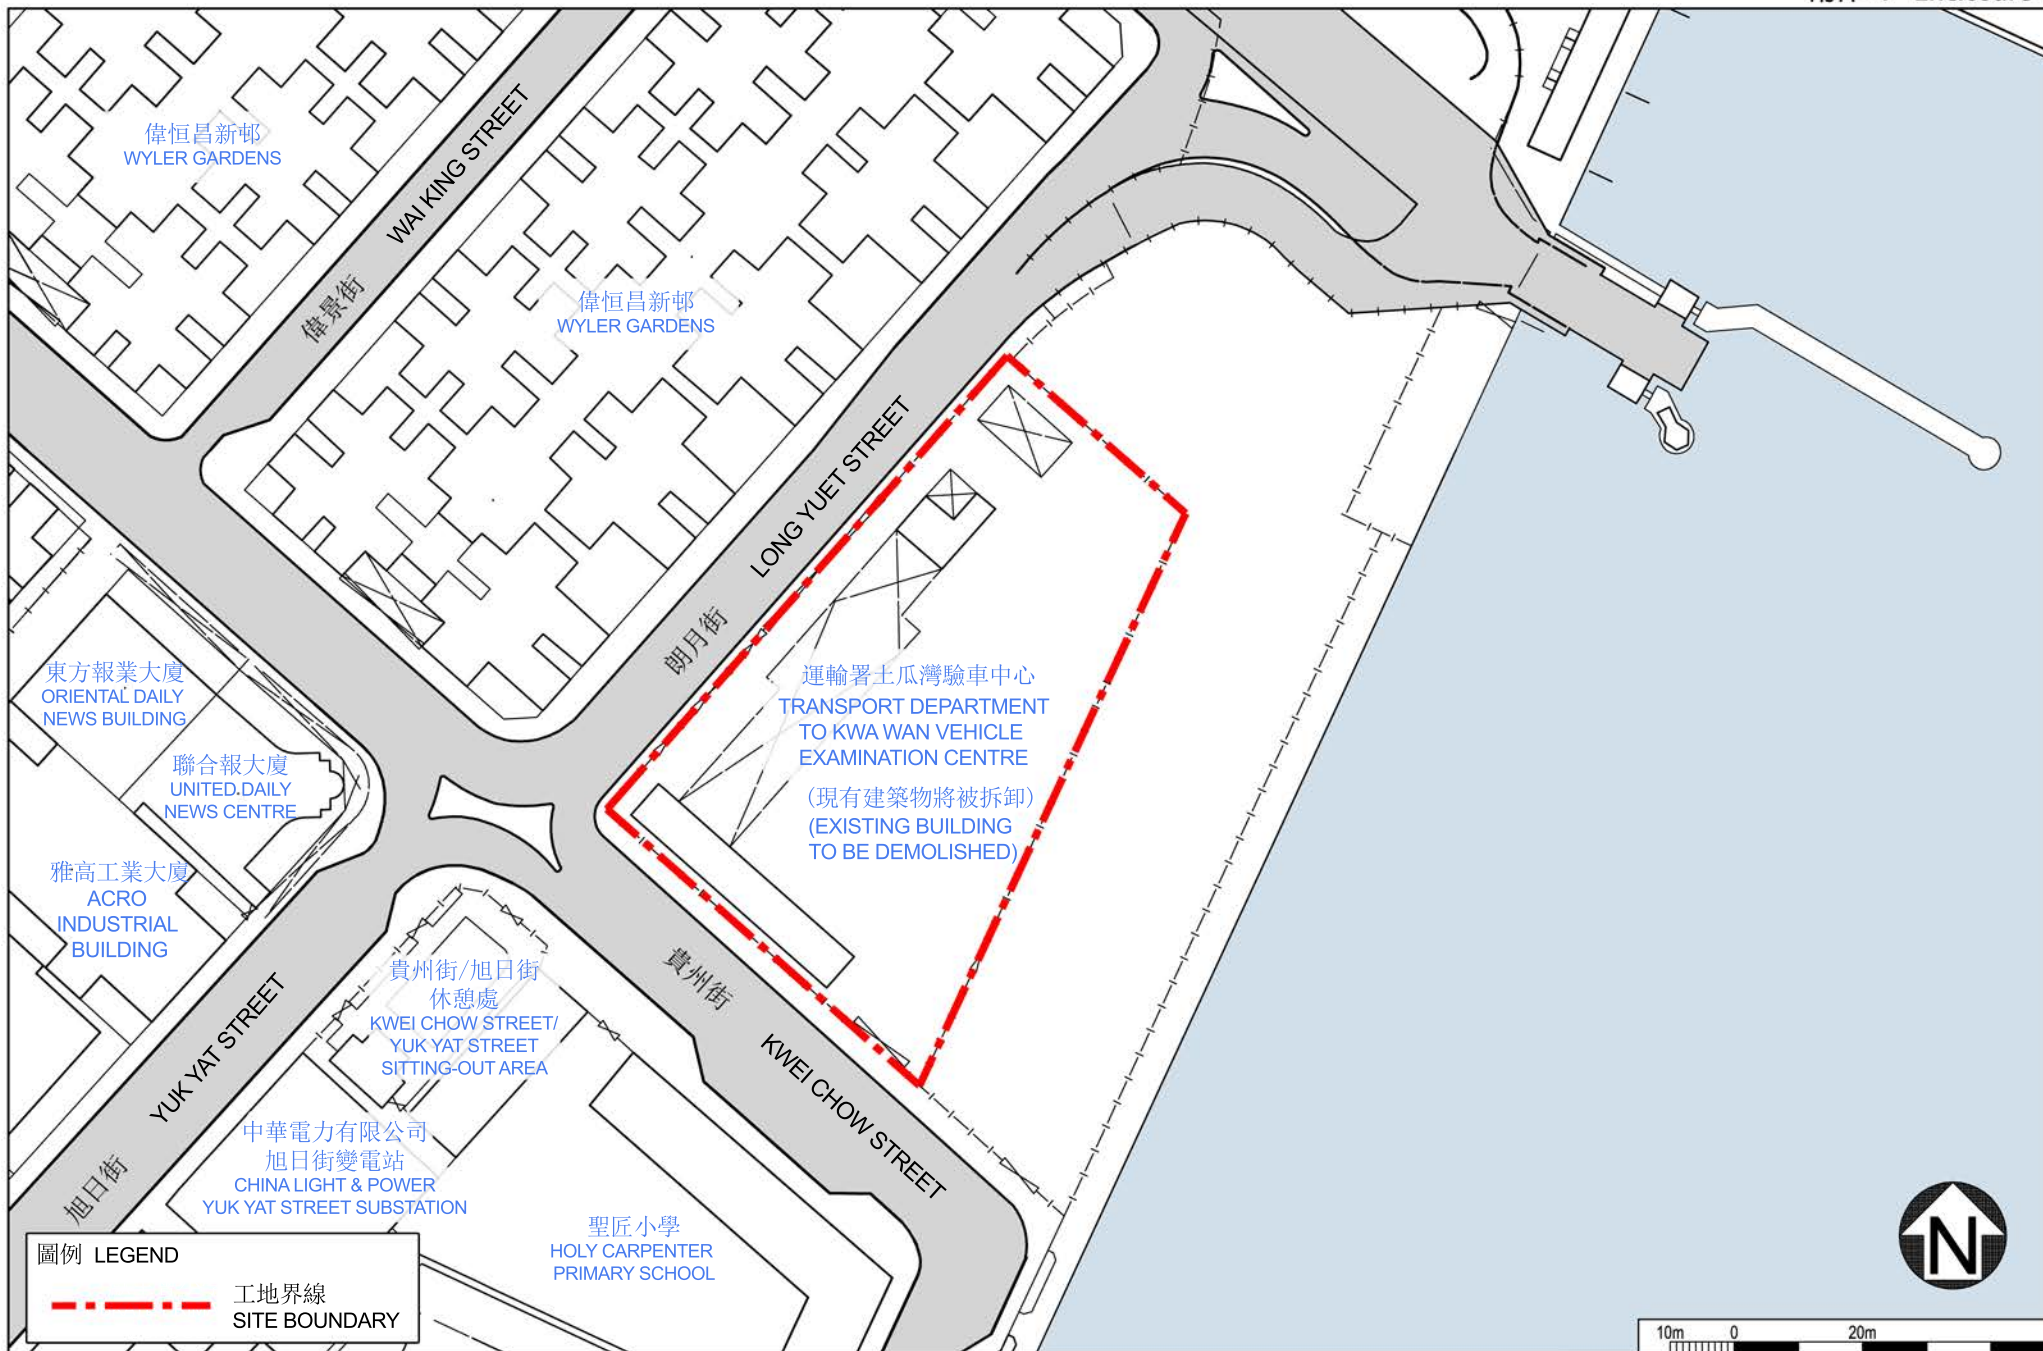 偉恒昌新邨
WYLER GARDENS
WAI KING STREET
偉景街
偉恒昌新邨
WYLER GARDENS
LONG YUET STREET
朗月街
東方報業大廈
ORIENTAL DAILY
NEWS BUILDING
聯合報大廈
UNITED DAILY
NEWS CENTRE
雅高工業大廈
ACRO
INDUSTRIAL
BUILDING
運輸署土瓜灣驗車中心
TRANSPORT DEPARTMENT
TO KWA WAN VEHICLE
EXAMINATION CENTRE
(現有建築物將被拆卸)
(EXISTING BUILDING
TO BE DEMOLISHED)
貴州街
KWEI CHOW STREET
貴州街/旭日街
休憩處
KWEI CHOW STREET/
YUK YAT STREET
SITTING-OUT AREA
YUK YAT STREET
旭日街
中華電力有限公司
旭日街變電站
CHINA LIGHT & POWER
YUK YAT STREET SUBSTATION
聖匠小學
HOLY CARPENTER
PRIMARY SCHOOL
圖例 LEGEND
工地界線
SITE BOUNDARY
N
10m 0 20m